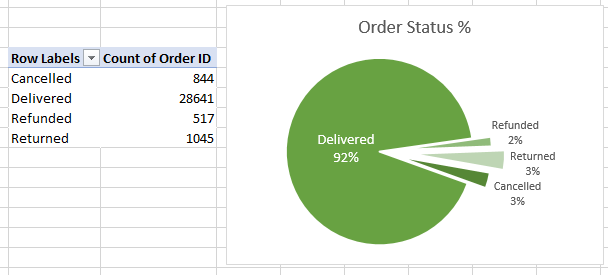 Order Status %
Row Labels Count of Order ID
Cancelled 844
Delivered 28641
Refunded 517
Returned 1045
Delivered
92%
Refunded
2%
Returned
3%
Cancelled
3%